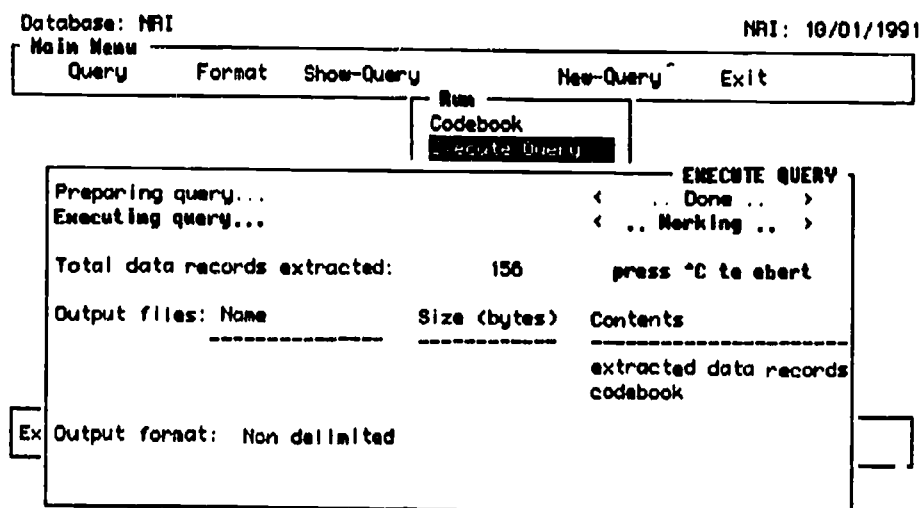 Database: NRI
NRI: 10/01/1991
Main Menu
Query Format Show-Query New-Query Exit
Run
Codebook
Execute Query
EXECUTE QUERY
Preparing query... < .. Done .. >
Executing query... < .. Working .. >
Total data records extracted: 156 press ^C to abort
Output files: Name Size (bytes) Contents
extracted data records
codebook
Ex
Output format: Non delimited